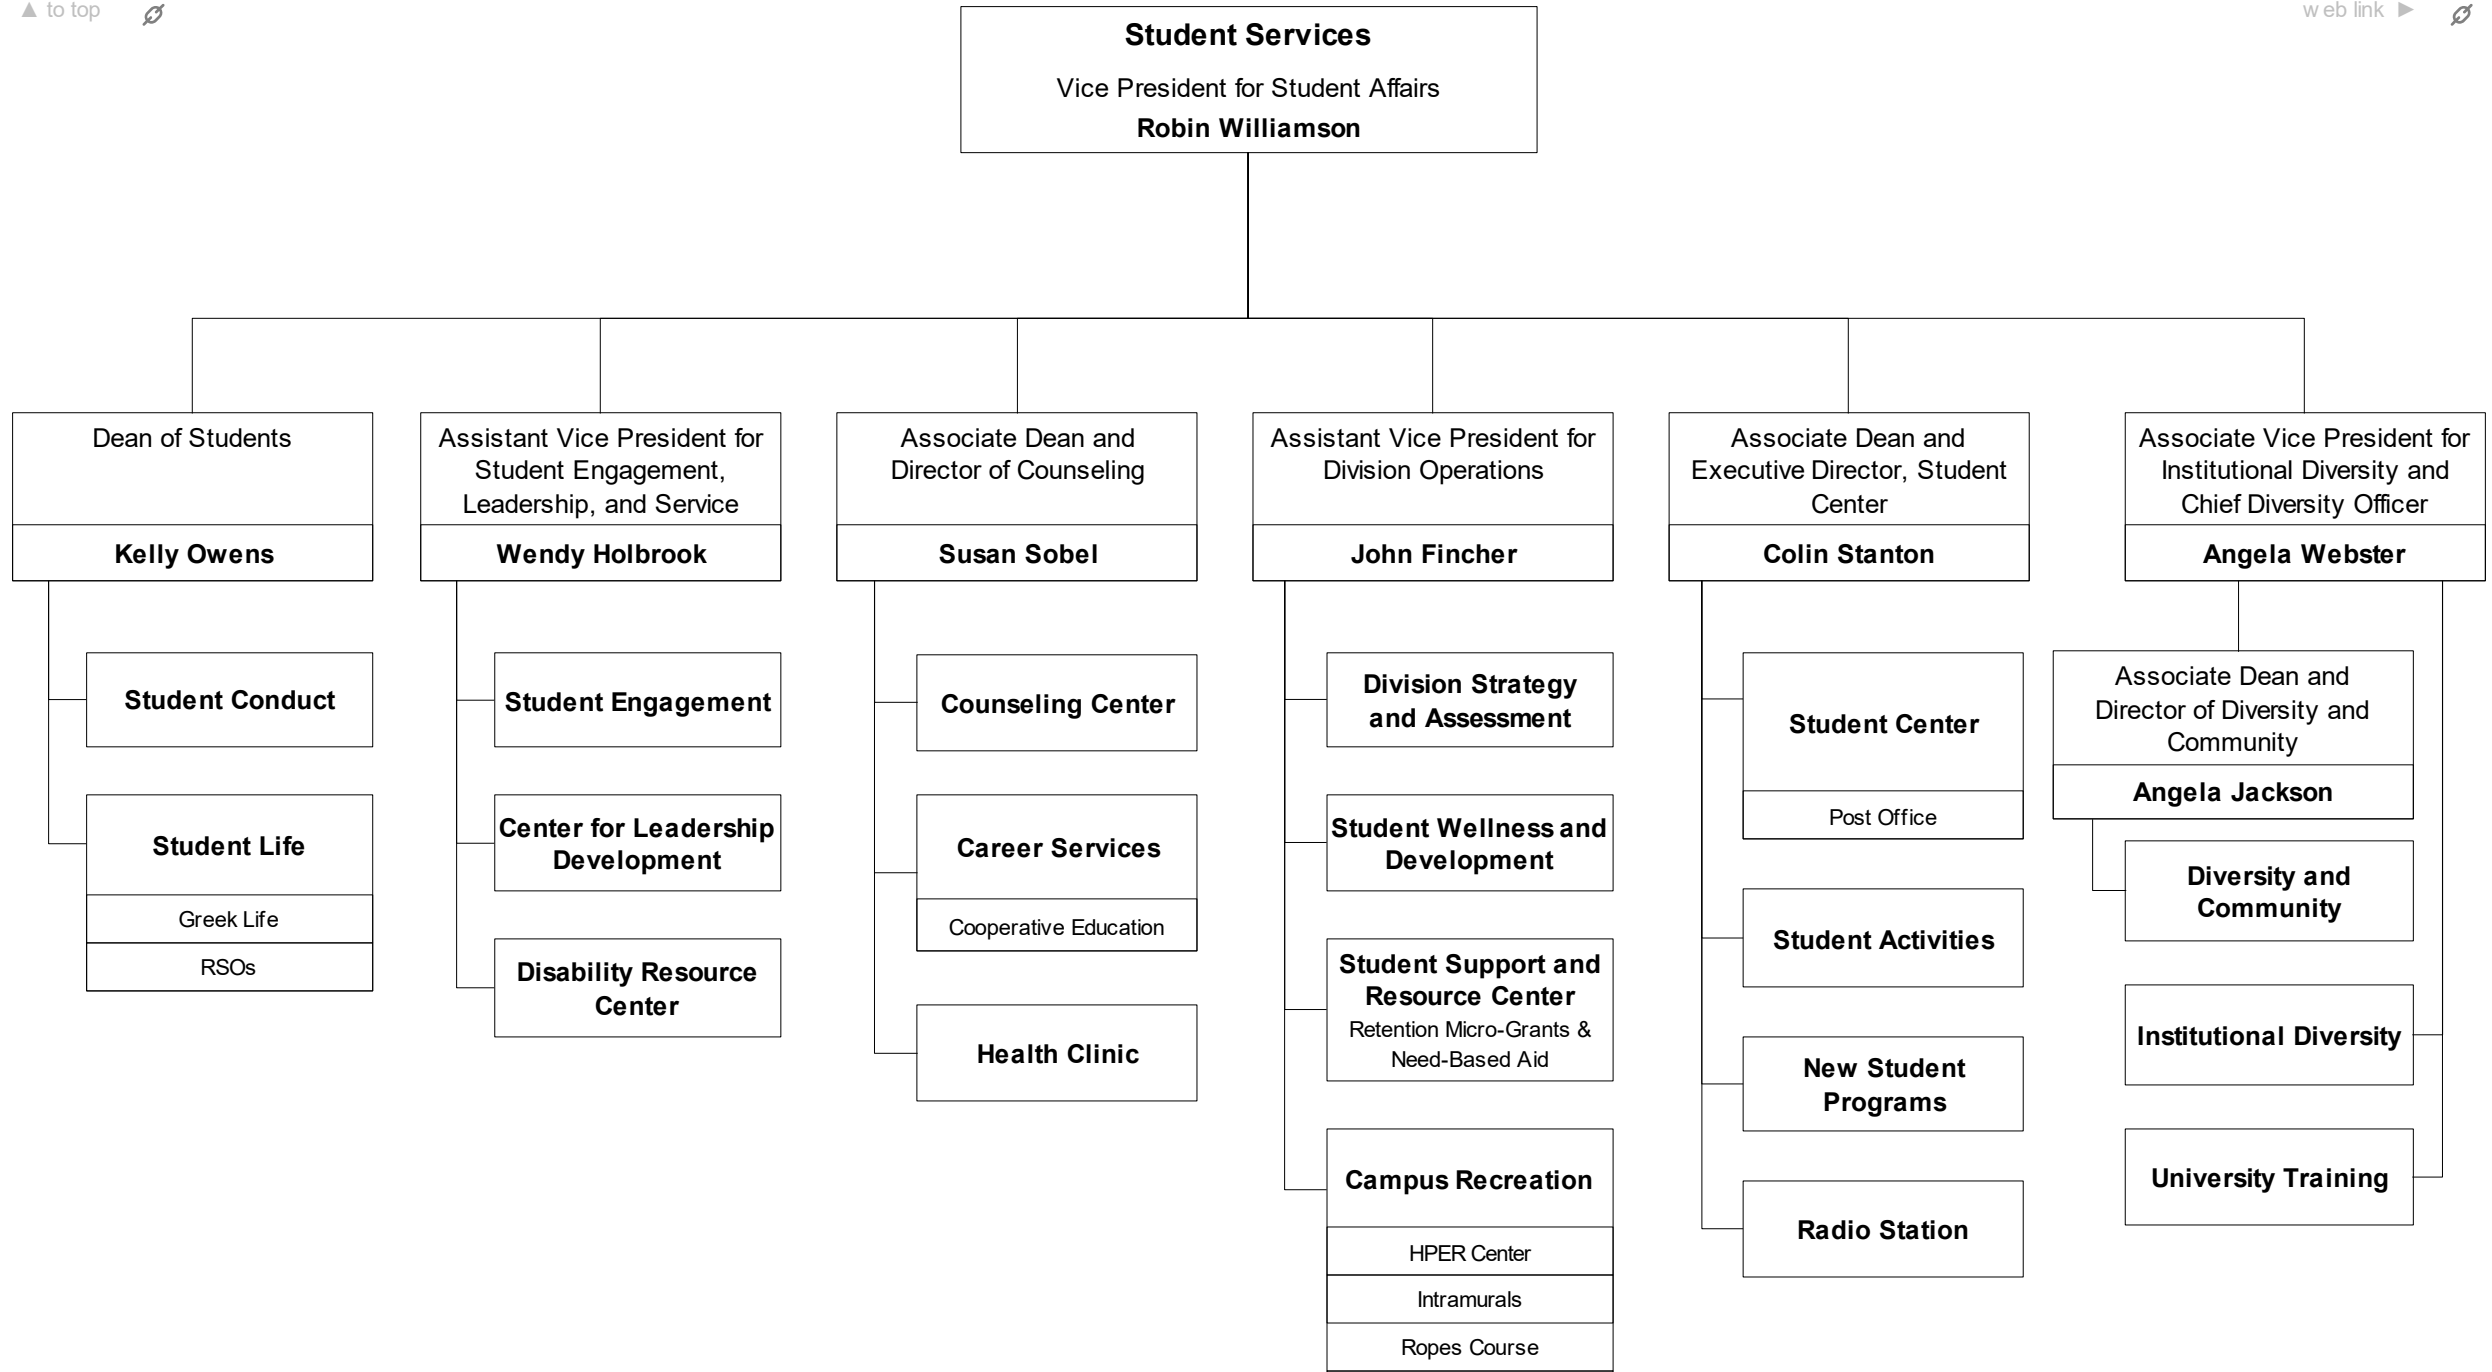 ▲ to top
web link ►
Student Services
Vice President for Student Affairs
Robin Williamson
Dean of Students
Kelly Owens
Student Conduct
Student Life
Greek Life
RSOs
Assistant Vice President for
Student Engagement,
Leadership, and Service
Wendy Holbrook
Student Engagement
Center for Leadership
Development
Disability Resource
Center
Associate Dean and
Director of Counseling
Susan Sobel
Counseling Center
Career Services
Cooperative Education
Health Clinic
Assistant Vice President for
Division Operations
John Fincher
Division Strategy
and Assessment
Student Wellness and
Development
Student Support and
Resource Center
Retention Micro-Grants &
Need-Based Aid
Campus Recreation
HPER Center
Intramurals
Ropes Course
Associate Dean and
Executive Director, Student
Center
Colin Stanton
Student Center
Post Office
Student Activities
New Student
Programs
Radio Station
Associate Vice President for
Institutional Diversity and
Chief Diversity Officer
Angela Webster
Associate Dean and
Director of Diversity and
Community
Angela Jackson
Diversity and
Community
Institutional Diversity
University Training